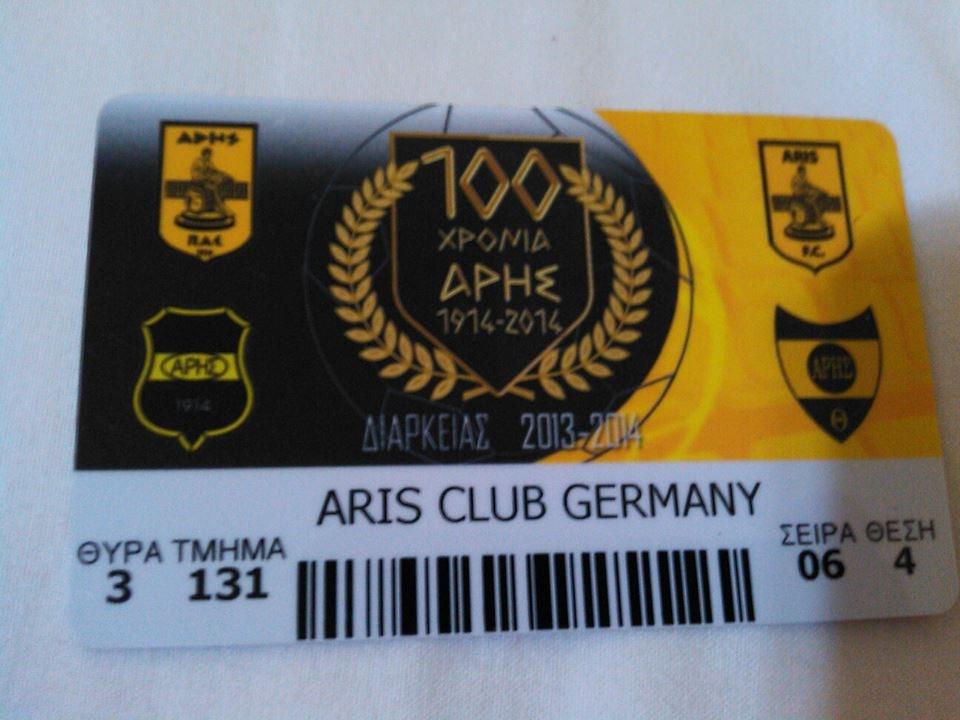 ΑΡΗΣ
Π.Α.Ε.
1914
ΑΡΗΣ
1914
100
ΧΡΟΝΙΑ
ΑΡΗΣ
1914-2014
ΔΙΑΡΚΕΙΑΣ 2013-2014
ARIS
F.C.
ΑΡΗΣ
Θ
ARIS CLUB GERMANY
ΘΥΡΑ ΤΜΗΜΑ
3 131
ΣΕΙΡΑ ΘΕΣΗ
06 4